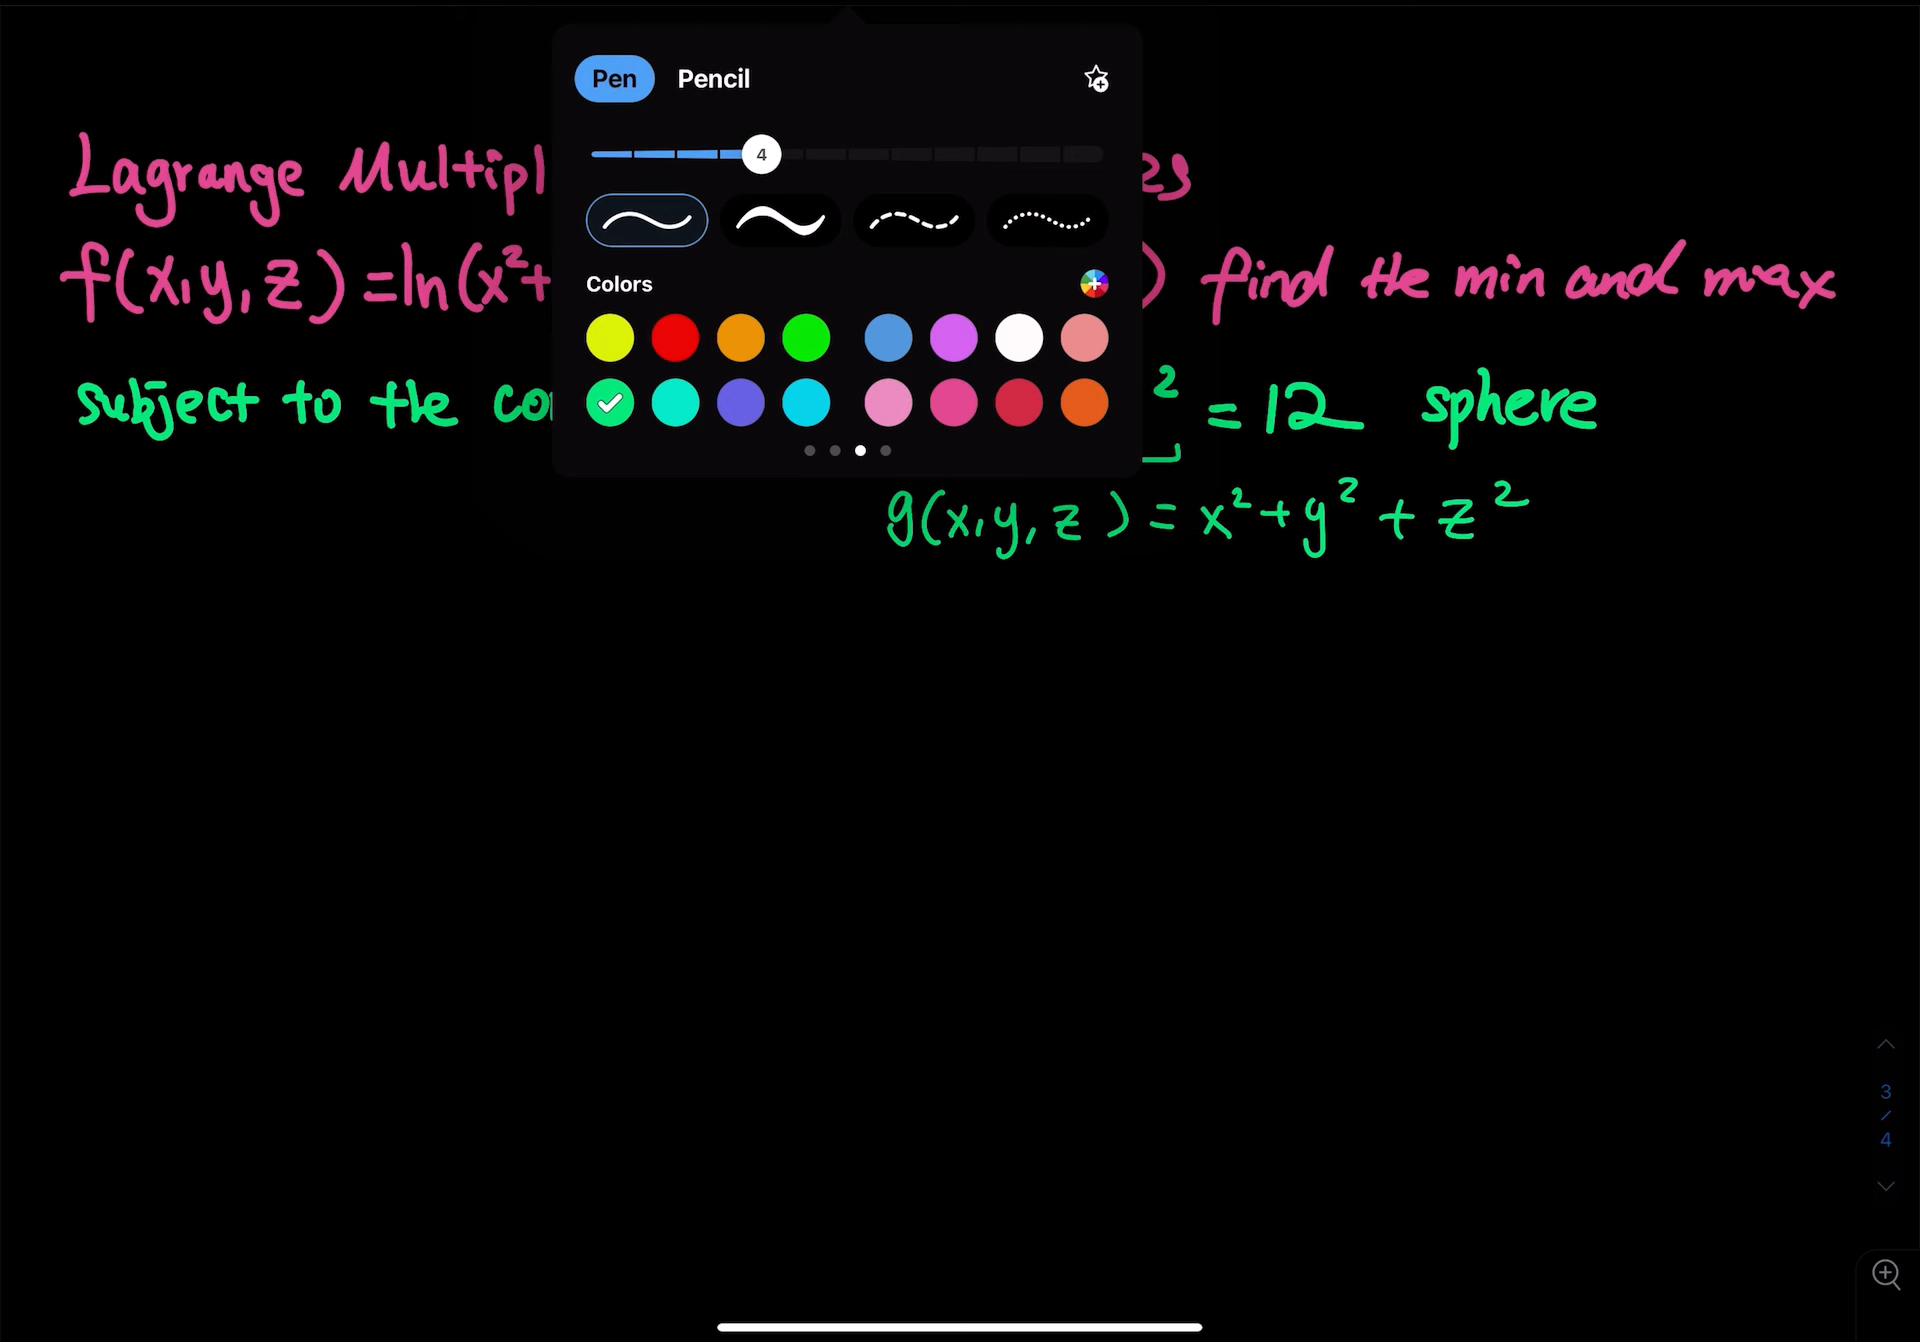 Pen Pencil
4
Lagrange Multipl es
f(x,y,z)=ln(x²+ ) find the min and max
Colors
subject to the co ² = 12 sphere
g(x,y,z) = x²+y²+z²
3
/
4